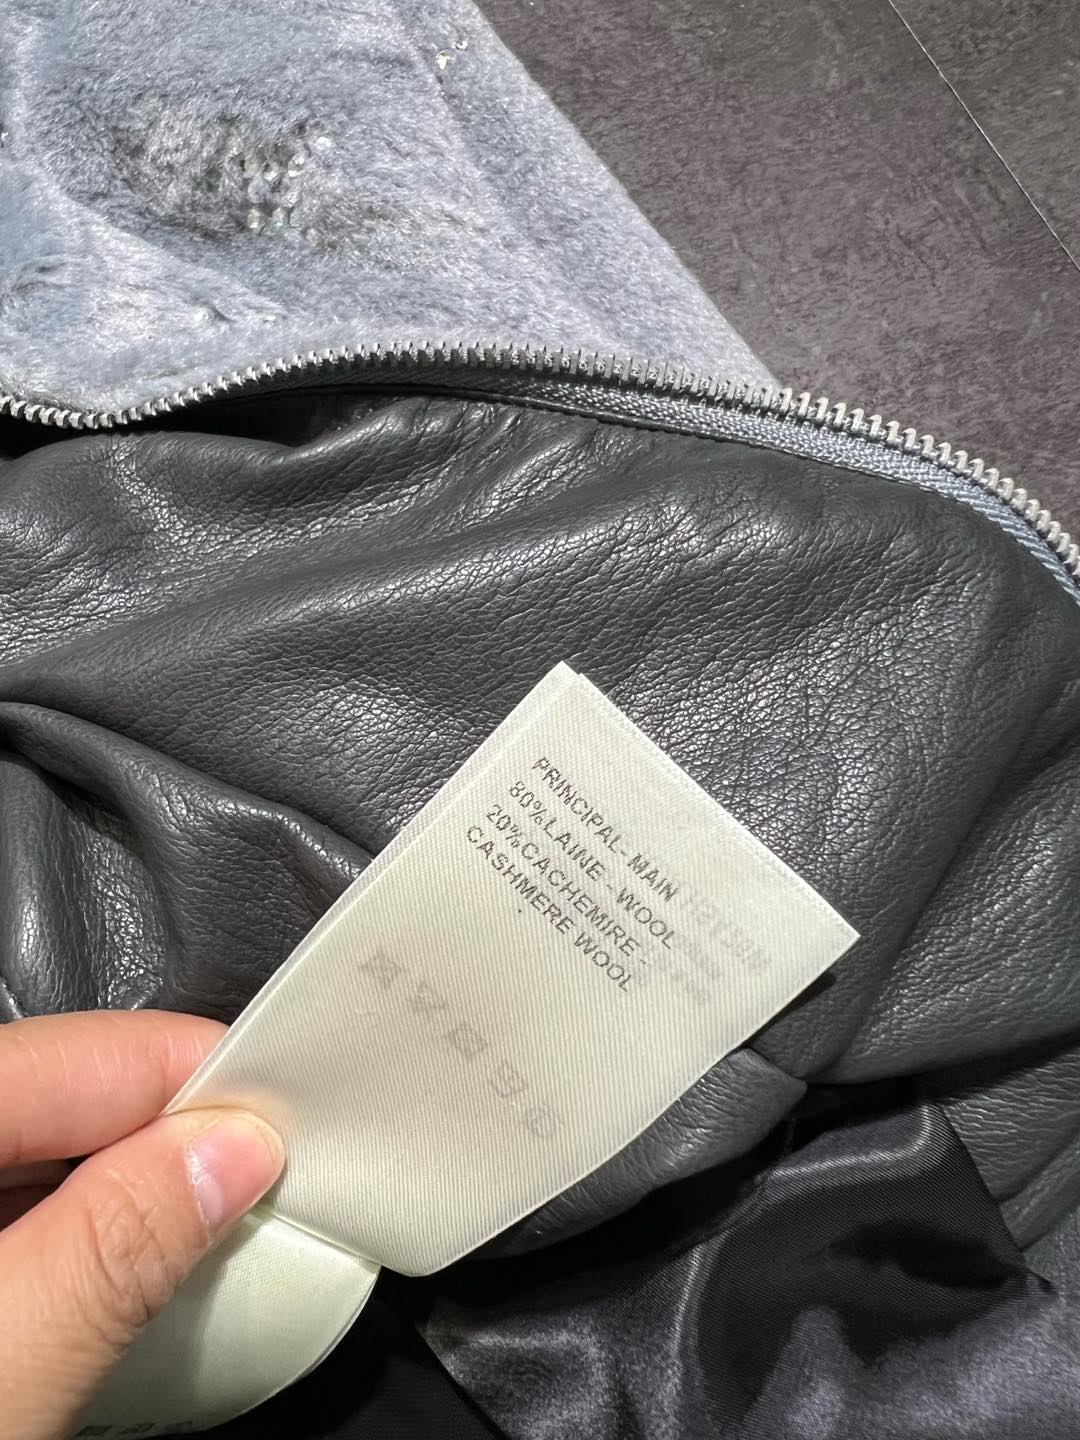 PRINCIPAL-MAIN
80%LAINE-WOOL
20%CACHEMIRE-
CASHMERE WOOL